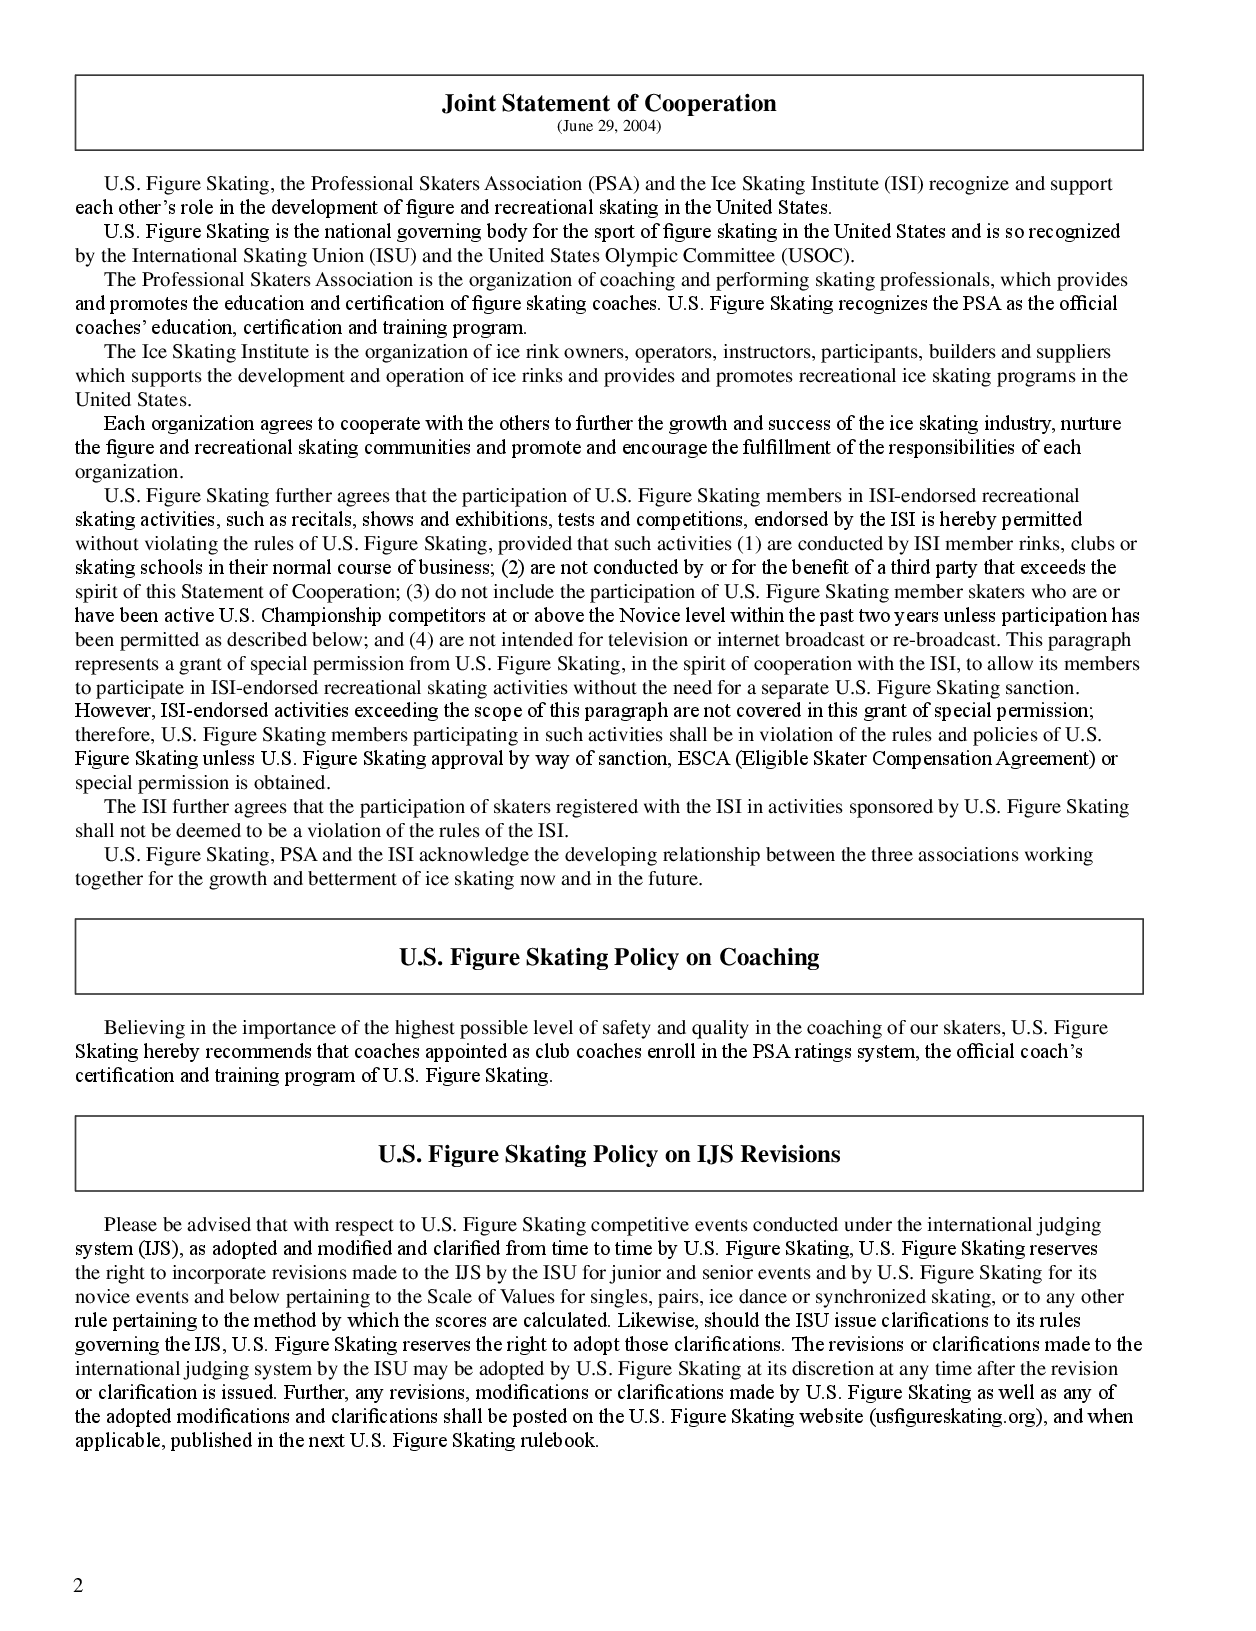 Joint Statement of Cooperation
(June 29, 2004)
U.S. Figure Skating, the Professional Skaters Association (PSA) and the Ice Skating Institute (ISI) recognize and support
each other’s role in the development of figure and recreational skating in the United States.
U.S. Figure Skating is the national governing body for the sport of figure skating in the United States and is so recognized
by the International Skating Union (ISU) and the United States Olympic Committee (USOC).
The Professional Skaters Association is the organization of coaching and performing skating professionals, which provides
and promotes the education and certification of figure skating coaches. U.S. Figure Skating recognizes the PSA as the official
coaches’ education, certification and training program.
The Ice Skating Institute is the organization of ice rink owners, operators, instructors, participants, builders and suppliers
which supports the development and operation of ice rinks and provides and promotes recreational ice skating programs in the
United States.
Each organization agrees to cooperate with the others to further the growth and success of the ice skating industry, nurture
the figure and recreational skating communities and promote and encourage the fulfillment of the responsibilities of each
organization.
U.S. Figure Skating further agrees that the participation of U.S. Figure Skating members in ISI-endorsed recreational
skating activities, such as recitals, shows and exhibitions, tests and competitions, endorsed by the ISI is hereby permitted
without violating the rules of U.S. Figure Skating, provided that such activities (1) are conducted by ISI member rinks, clubs or
skating schools in their normal course of business; (2) are not conducted by or for the benefit of a third party that exceeds the
spirit of this Statement of Cooperation; (3) do not include the participation of U.S. Figure Skating member skaters who are or
have been active U.S. Championship competitors at or above the Novice level within the past two years unless participation has
been permitted as described below; and (4) are not intended for television or internet broadcast or re-broadcast. This paragraph
represents a grant of special permission from U.S. Figure Skating, in the spirit of cooperation with the ISI, to allow its members
to participate in ISI-endorsed recreational skating activities without the need for a separate U.S. Figure Skating sanction.
However, ISI-endorsed activities exceeding the scope of this paragraph are not covered in this grant of special permission;
therefore, U.S. Figure Skating members participating in such activities shall be in violation of the rules and policies of U.S.
Figure Skating unless U.S. Figure Skating approval by way of sanction, ESCA (Eligible Skater Compensation Agreement) or
special permission is obtained.
The ISI further agrees that the participation of skaters registered with the ISI in activities sponsored by U.S. Figure Skating
shall not be deemed to be a violation of the rules of the ISI.
U.S. Figure Skating, PSA and the ISI acknowledge the developing relationship between the three associations working
together for the growth and betterment of ice skating now and in the future.
U.S. Figure Skating Policy on Coaching
Believing in the importance of the highest possible level of safety and quality in the coaching of our skaters, U.S. Figure
Skating hereby recommends that coaches appointed as club coaches enroll in the PSA ratings system, the official coach’s
certification and training program of U.S. Figure Skating.
U.S. Figure Skating Policy on IJS Revisions
Please be advised that with respect to U.S. Figure Skating competitive events conducted under the international judging
system (IJS), as adopted and modified and clarified from time to time by U.S. Figure Skating, U.S. Figure Skating reserves
the right to incorporate revisions made to the IJS by the ISU for junior and senior events and by U.S. Figure Skating for its
novice events and below pertaining to the Scale of Values for singles, pairs, ice dance or synchronized skating, or to any other
rule pertaining to the method by which the scores are calculated. Likewise, should the ISU issue clarifications to its rules
governing the IJS, U.S. Figure Skating reserves the right to adopt those clarifications. The revisions or clarifications made to the
international judging system by the ISU may be adopted by U.S. Figure Skating at its discretion at any time after the revision
or clarification is issued. Further, any revisions, modifications or clarifications made by U.S. Figure Skating as well as any of
the adopted modifications and clarifications shall be posted on the U.S. Figure Skating website (usfigureskating.org), and when
applicable, published in the next U.S. Figure Skating rulebook.
2